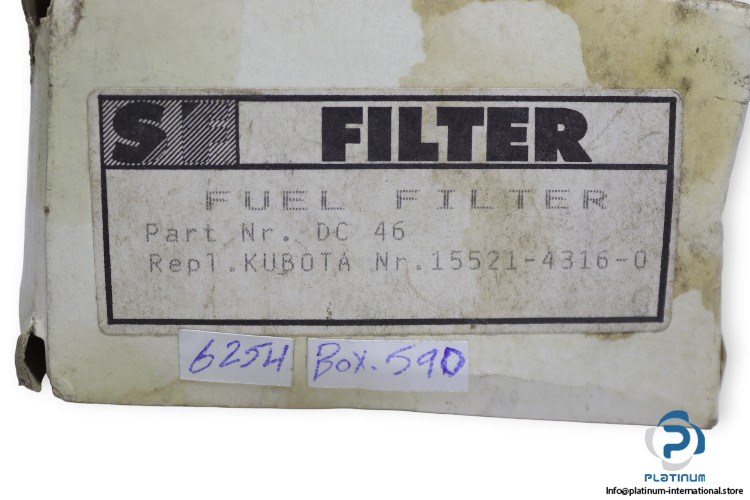 SF FILTER
FUEL FILTER
Part Nr. DC 46
Repl.KUBOTA Nr.15521-4316-0
6254 Box.590
PLATINUM
Info@platinum-international.store